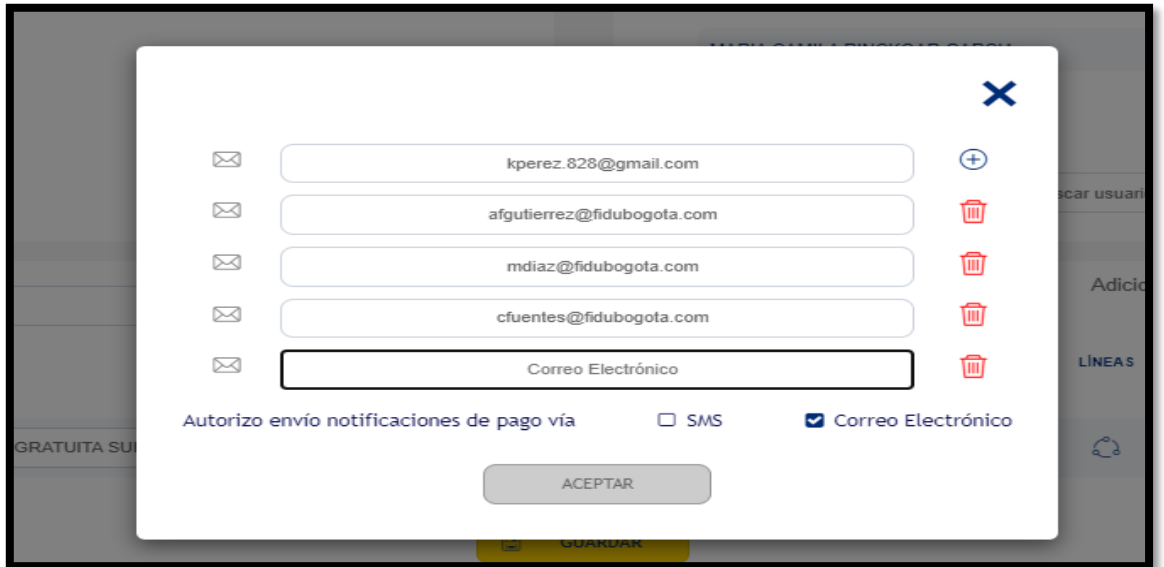 kperez.828@gmail.com
scar usuari
afgutierrez@fidubogota.com
mdiaz@fidubogota.com
Adicic
cfuentes@fidubogota.com
Correo Electrónico
LÍNEAS
Autorizo envío notificaciones de pago vía SMS Correo Electrónico
GRATUITA SU
ACEPTAR
GUARDAR